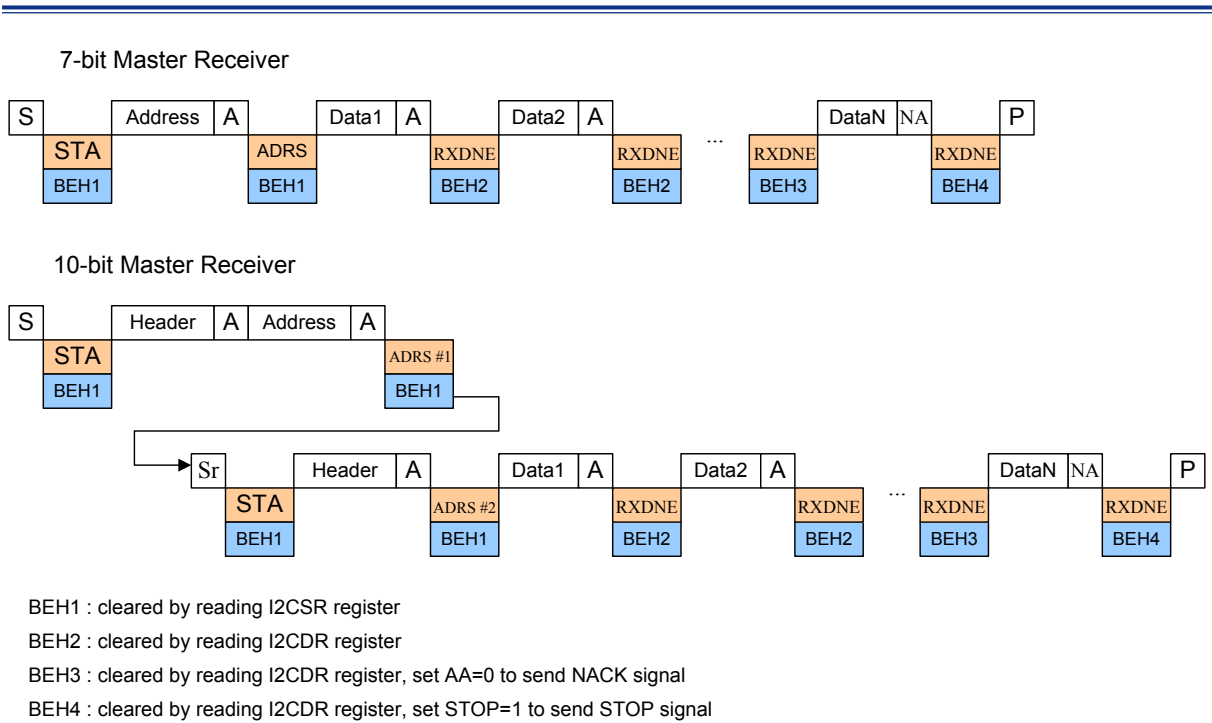 7-bit Master Receiver
S Address A Data1 A Data2 A DataN NA P
STA ADRS RXDNE RXDNE ... RXDNE RXDNE
BEH1 BEH1 BEH2 BEH2 BEH3 BEH4
10-bit Master Receiver
S Header A Address A
STA ADRS #1
BEH1 BEH1
Sr Header A Data1 A Data2 A DataN NA P
STA ADRS #2 RXDNE RXDNE ... RXDNE RXDNE
BEH1 BEH1 BEH2 BEH2 BEH3 BEH4
BEH1 : cleared by reading I2CSR register
BEH2 : cleared by reading I2CDR register
BEH3 : cleared by reading I2CDR register, set AA=0 to send NACK signal
BEH4 : cleared by reading I2CDR register, set STOP=1 to send STOP signal